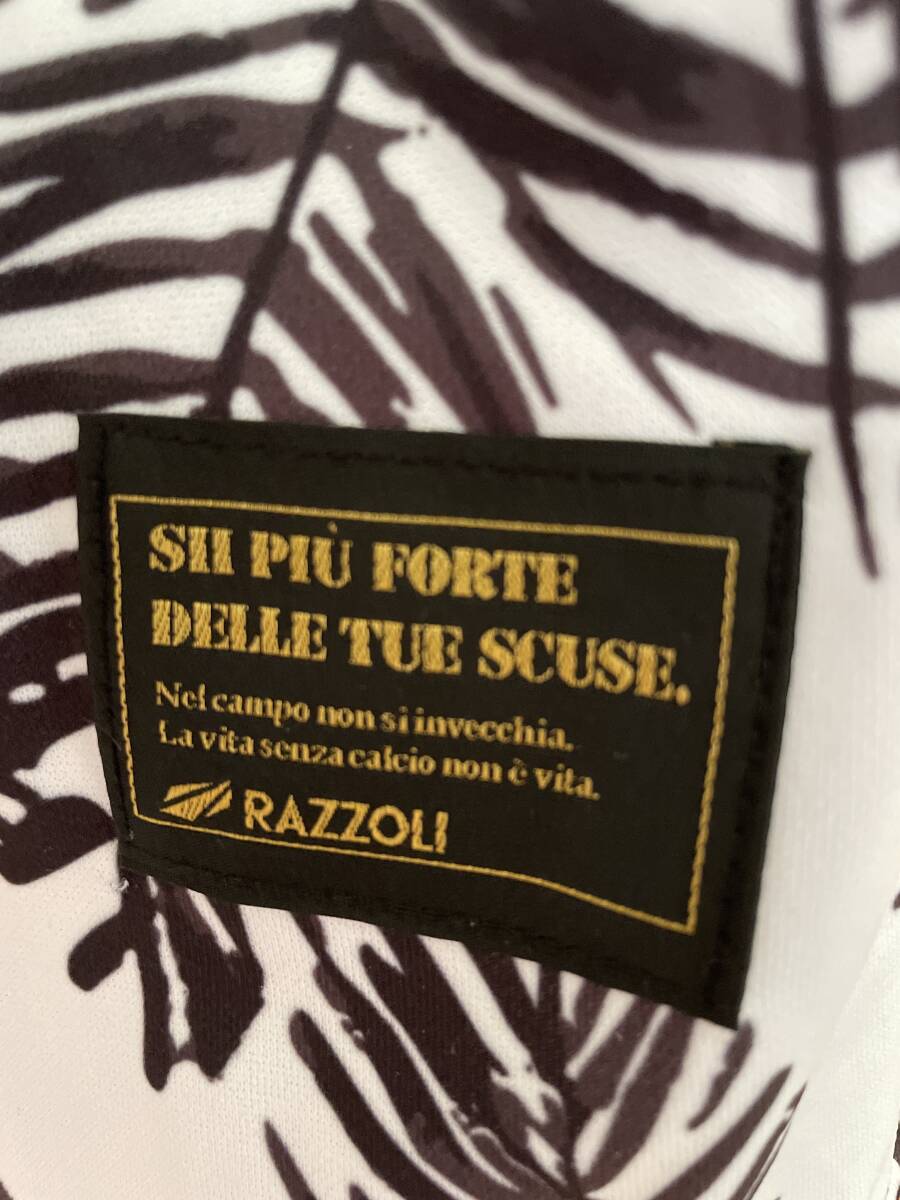 SII PIÙ FORTE
DELLE TUE SCUSE.
Nel campo non si invecchia.
La vita senza calcio non è vita.
RAZZOLI